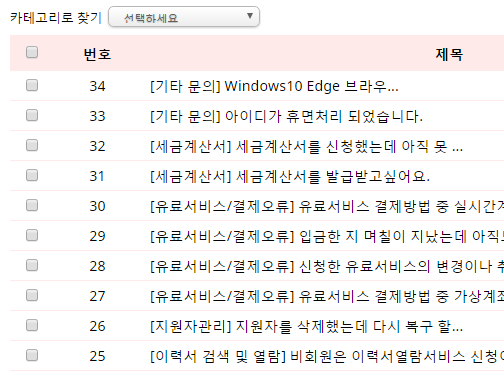 카테고리로 찾기 선택하세요
번호 제목
34 [기타 문의] Windows10 Edge 브라우...
33 [기타 문의] 아이디가 휴면처리 되었습니다.
32 [세금계산서] 세금계산서를 신청했는데 아직 못 ...
31 [세금계산서] 세금계산서를 발급받고싶어요.
30 [유료서비스/결제오류] 유료서비스 결제방법 중 실시간
29 [유료서비스/결제오류] 입금한 지 며칠이 지났는데 아직
28 [유료서비스/결제오류] 신청한 유료서비스의 변경이나
27 [유료서비스/결제오류] 유료서비스 결제방법 중 가상계
26 [지원자관리] 지원자를 삭제했는데 다시 복구 할...
25 [이력서 검색 및 열람] 비회원은 이력서열람서비스 신청